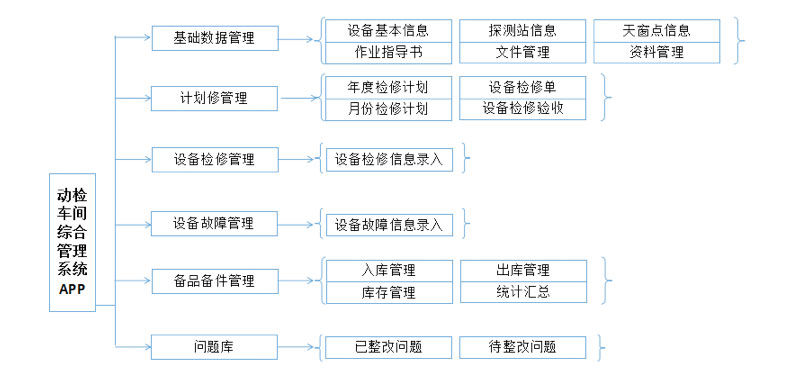 动检
车间
综合
管理
系统
APP
基础数据管理
设备基本信息
探测站信息
天窗点信息
作业指导书
文件管理
资料管理
计划修管理
年度检修计划
设备检修单
月份检修计划
设备检修验收
设备检修管理
设备检修信息录入
设备故障管理
设备故障信息录入
备品备件管理
入库管理
出库管理
库存管理
统计汇总
问题库
已整改问题
待整改问题